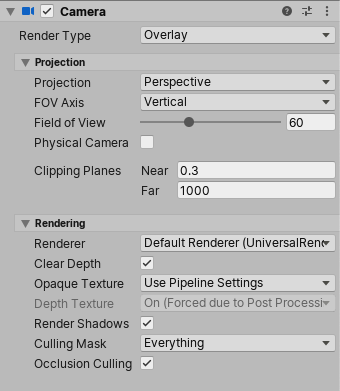 Camera
Render Type Overlay
Projection
Projection Perspective
FOV Axis Vertical
Field of View 60
Physical Camera
Clipping Planes Near 0.3
Far 1000
Rendering
Renderer Default Renderer (UniversalRend
Clear Depth
Opaque Texture Use Pipeline Settings
Depth Texture On (Forced due to Post Processi
Render Shadows
Culling Mask Everything
Occlusion Culling